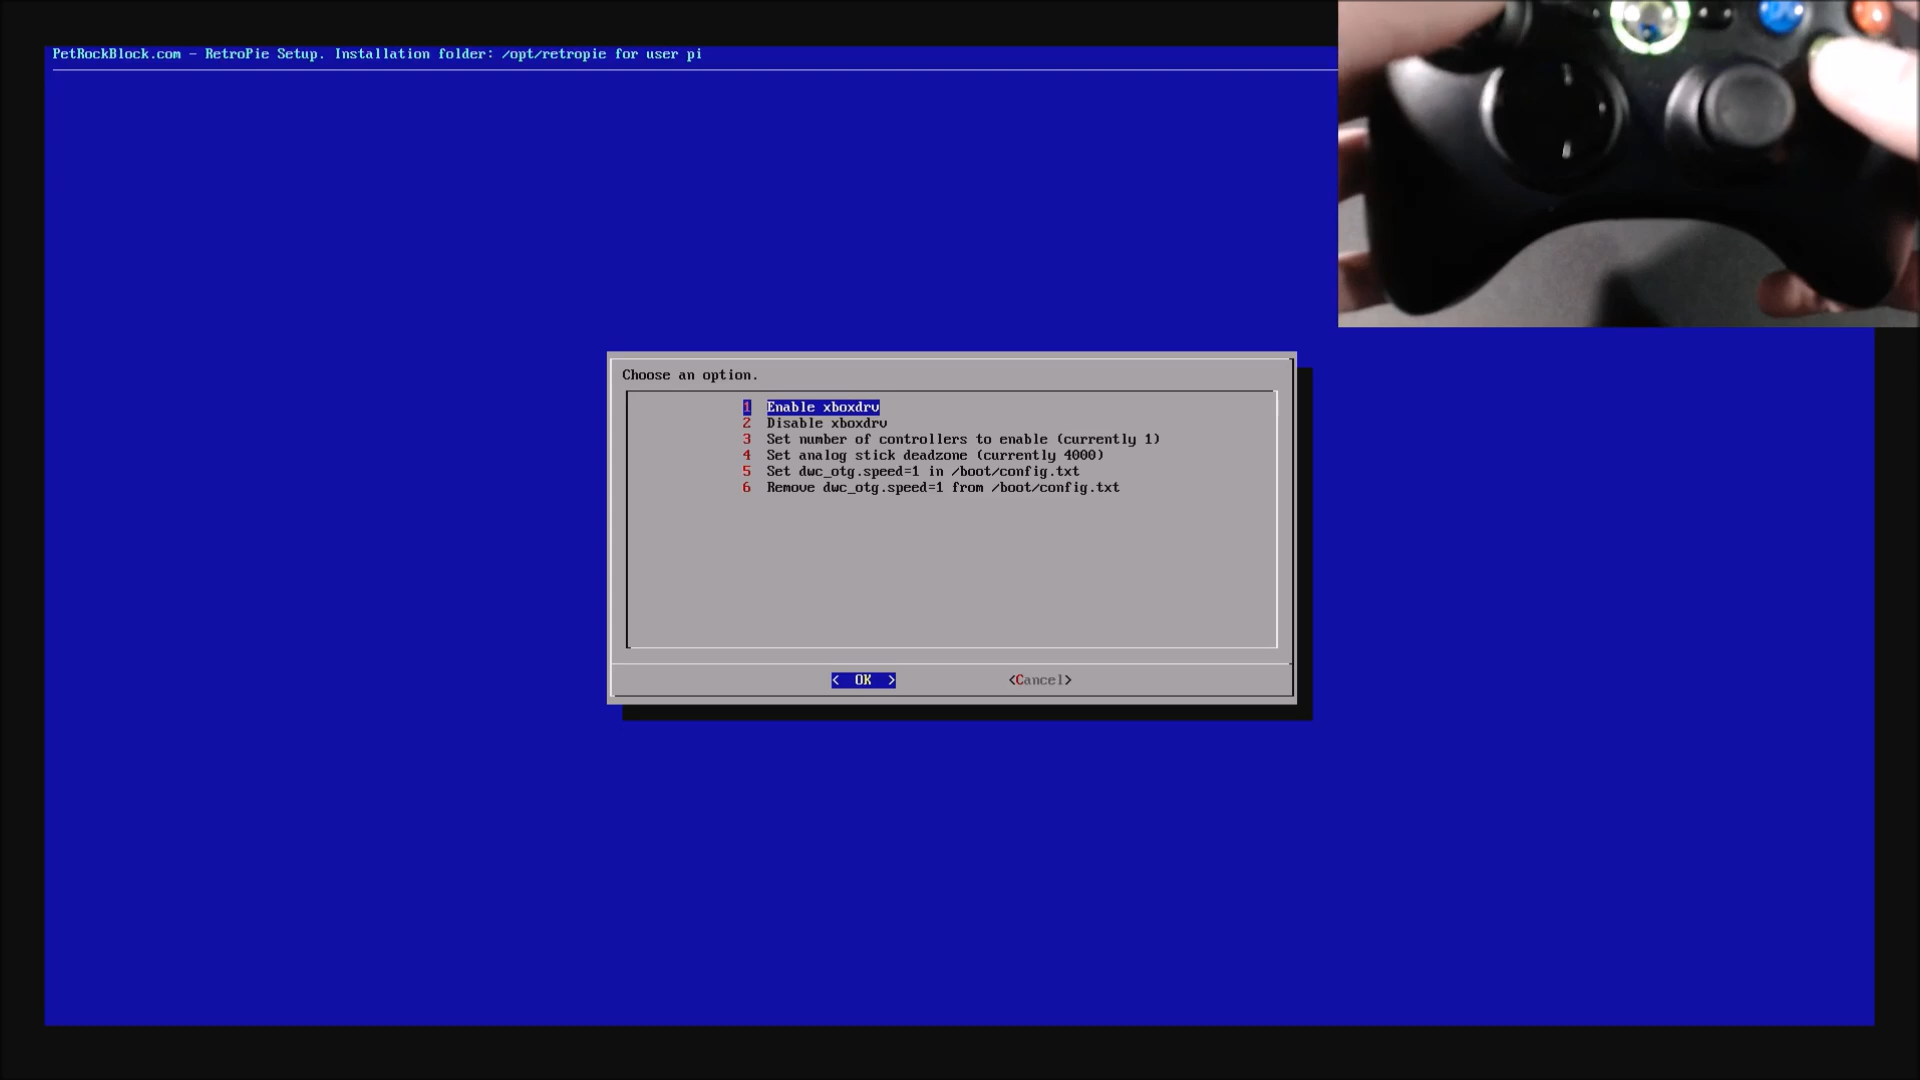 PetRockBlock.com - RetroPie Setup. Installation folder: /opt/retropie for user pi
Choose an option.
1 Enable xboxdrv
2 Disable xboxdrv
3 Set number of controllers to enable (currently 1)
4 Set analog stick deadzone (currently 4000)
5 Set dwc_otg.speed=1 in /boot/config.txt
6 Remove dwc_otg.speed=1 from /boot/config.txt
< OK > <Cancel>